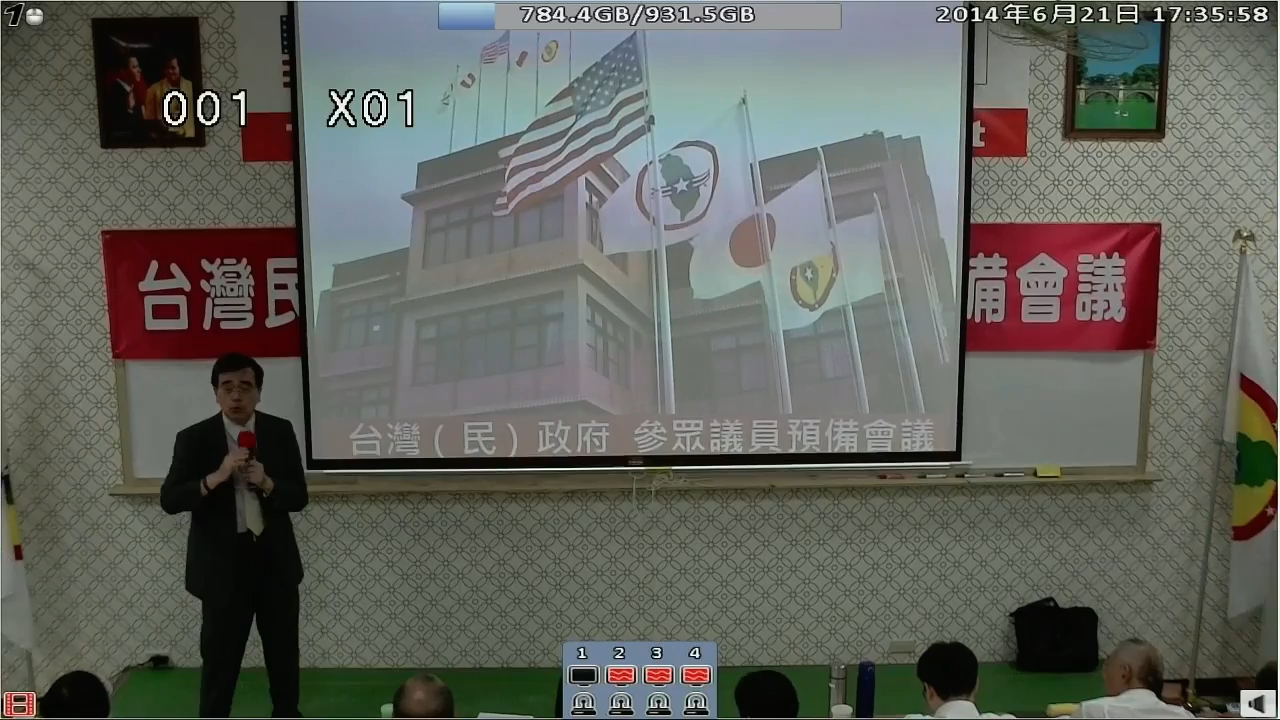 784.4GB/931.5GB
2014年6月21日 17:35:58
001 X01
t
台灣民
備會議
台灣(民)政府 參眾議員預備會議
1 2 3 4